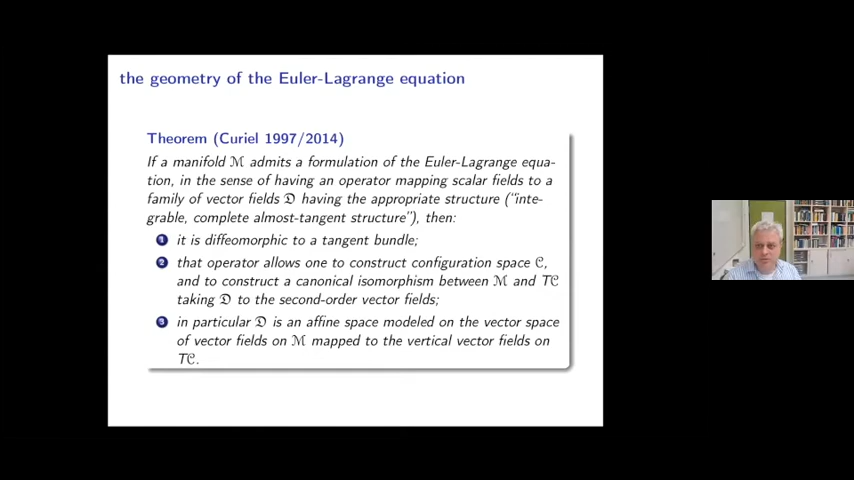 the geometry of the Euler-Lagrange equation
Theorem (Curiel 1997/2014)
If a manifold ℳ admits a formulation of the Euler-Lagrange equa-
tion, in the sense of having an operator mapping scalar fields to a
family of vector fields 𝔇 having the appropriate structure (“inte-
grable, complete almost-tangent structure”), then:
1 it is diffeomorphic to a tangent bundle;
2 that operator allows one to construct configuration space 𝒞,
and to construct a canonical isomorphism between ℳ and T𝒞
taking 𝔇 to the second-order vector fields;
3 in particular 𝔇 is an affine space modeled on the vector space
of vector fields on ℳ mapped to the vertical vector fields on
T𝒞.